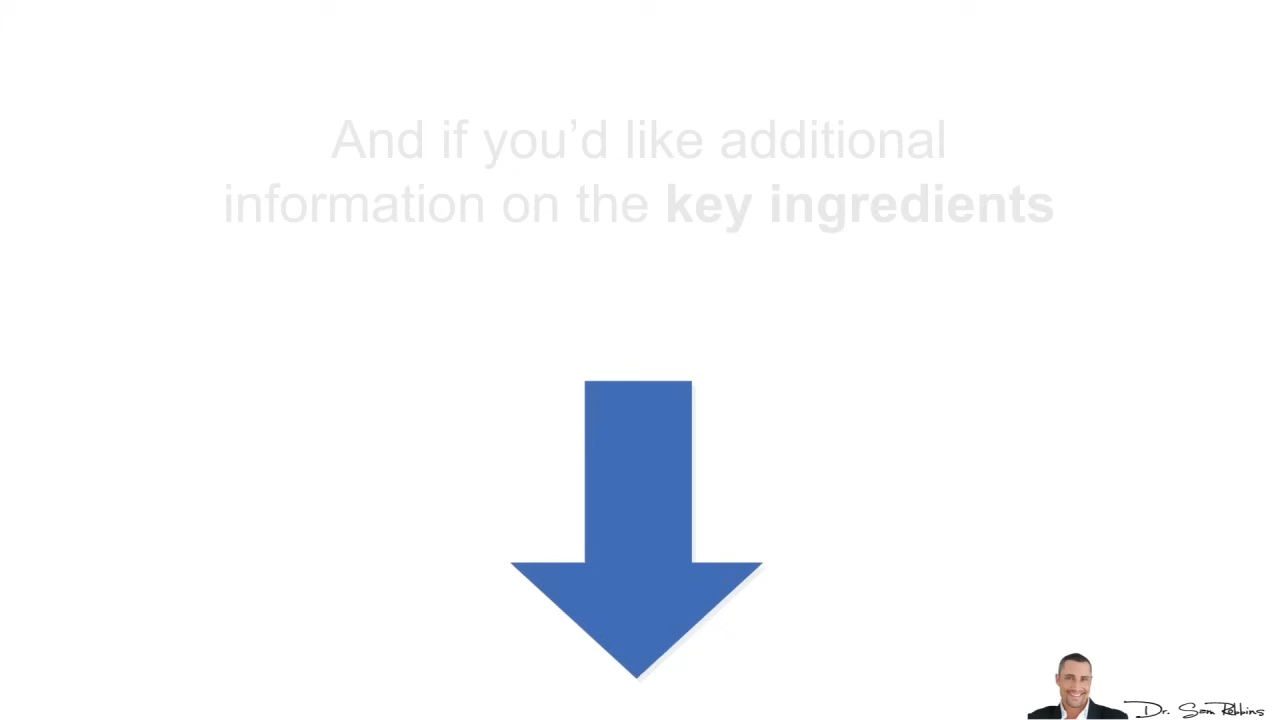 And if you’d like additional
information on the key ingredients
Dr. Sam Robbins